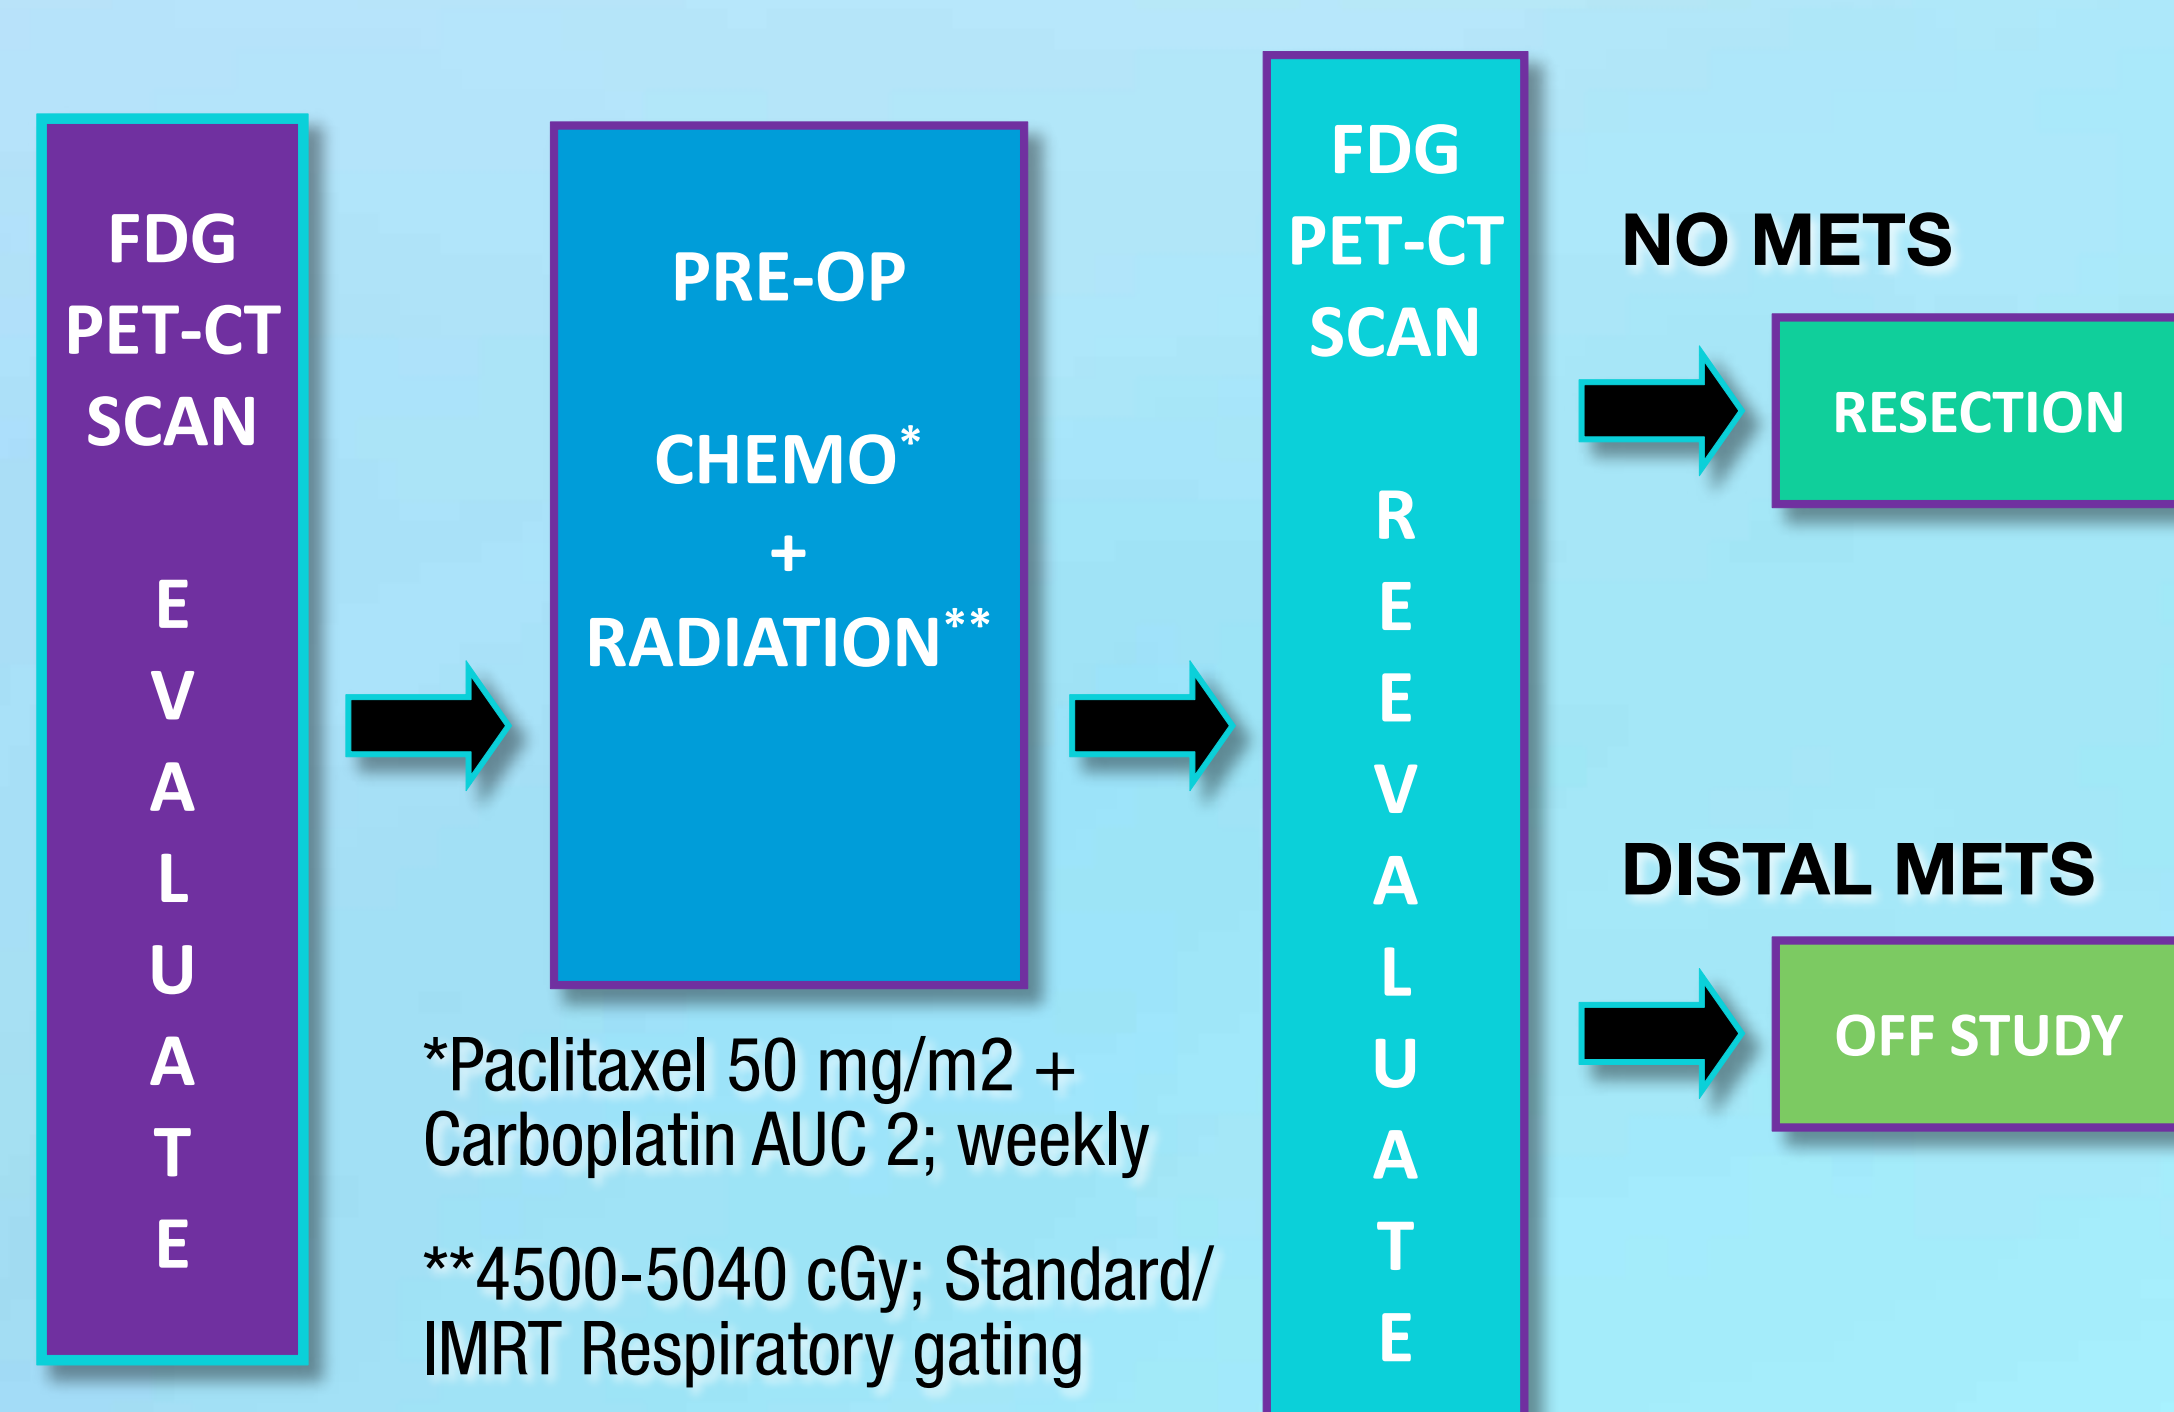 FDG
PET-CT
SCAN
E
V
A
L
U
A
T
E
PRE-OP
CHEMO*
+
RADIATION**
*Paclitaxel 50 mg/m2 +
Carboplatin AUC 2; weekly
**4500-5040 cGy; Standard/
IMRT Respiratory gating
FDG
PET-CT
SCAN
R
E
E
V
A
L
U
A
T
E
NO METS
RESECTION
DISTAL METS
OFF STUDY